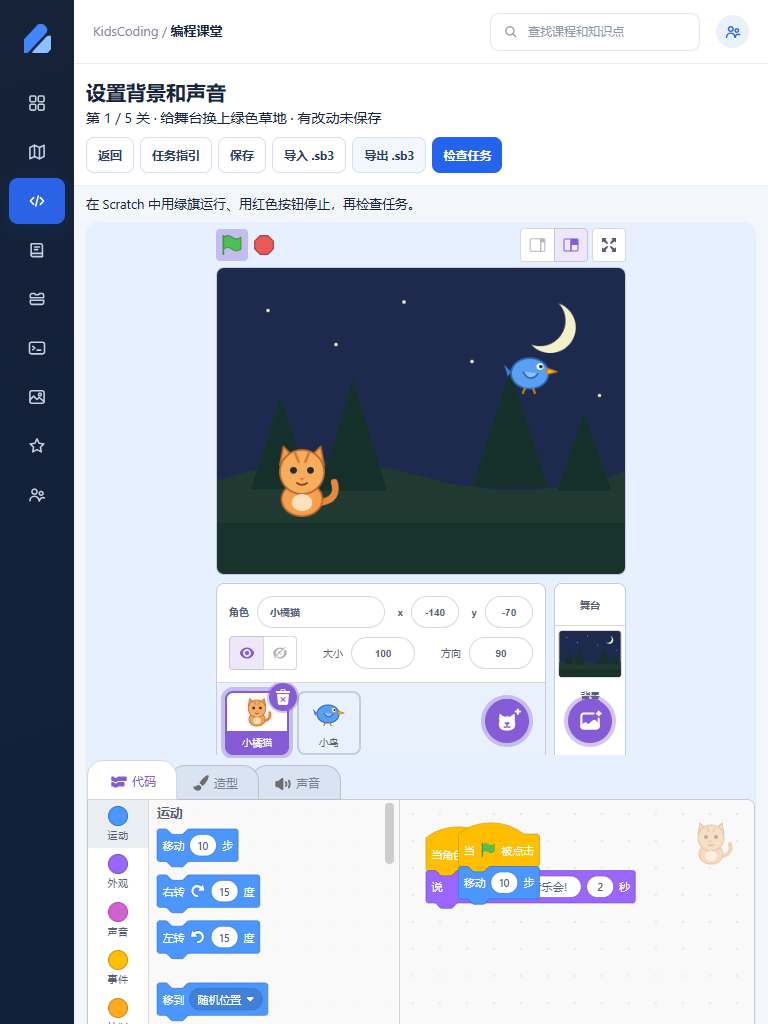 KidsCoding / 编程课堂
查找课程和知识点
设置背景和声音
第 1 / 5 关 · 给舞台换上绿色草地 · 有改动未保存
返回
任务指引
保存
导入 .sb3
导出 .sb3
检查任务
在 Scratch 中用绿旗运行、用红色按钮停止，再检查任务。
角色
小橘猫
x
-140
y
-70
舞台
大小
100
方向
90
背景
小橘猫
小鸟
代码
造型
声音
运动
外观
声音
事件
运动
移动 10 步
右转 15 度
左转 15 度
移到 随机位置
当角色
当 被点击
说
移动 10 步
乐会！ 2 秒